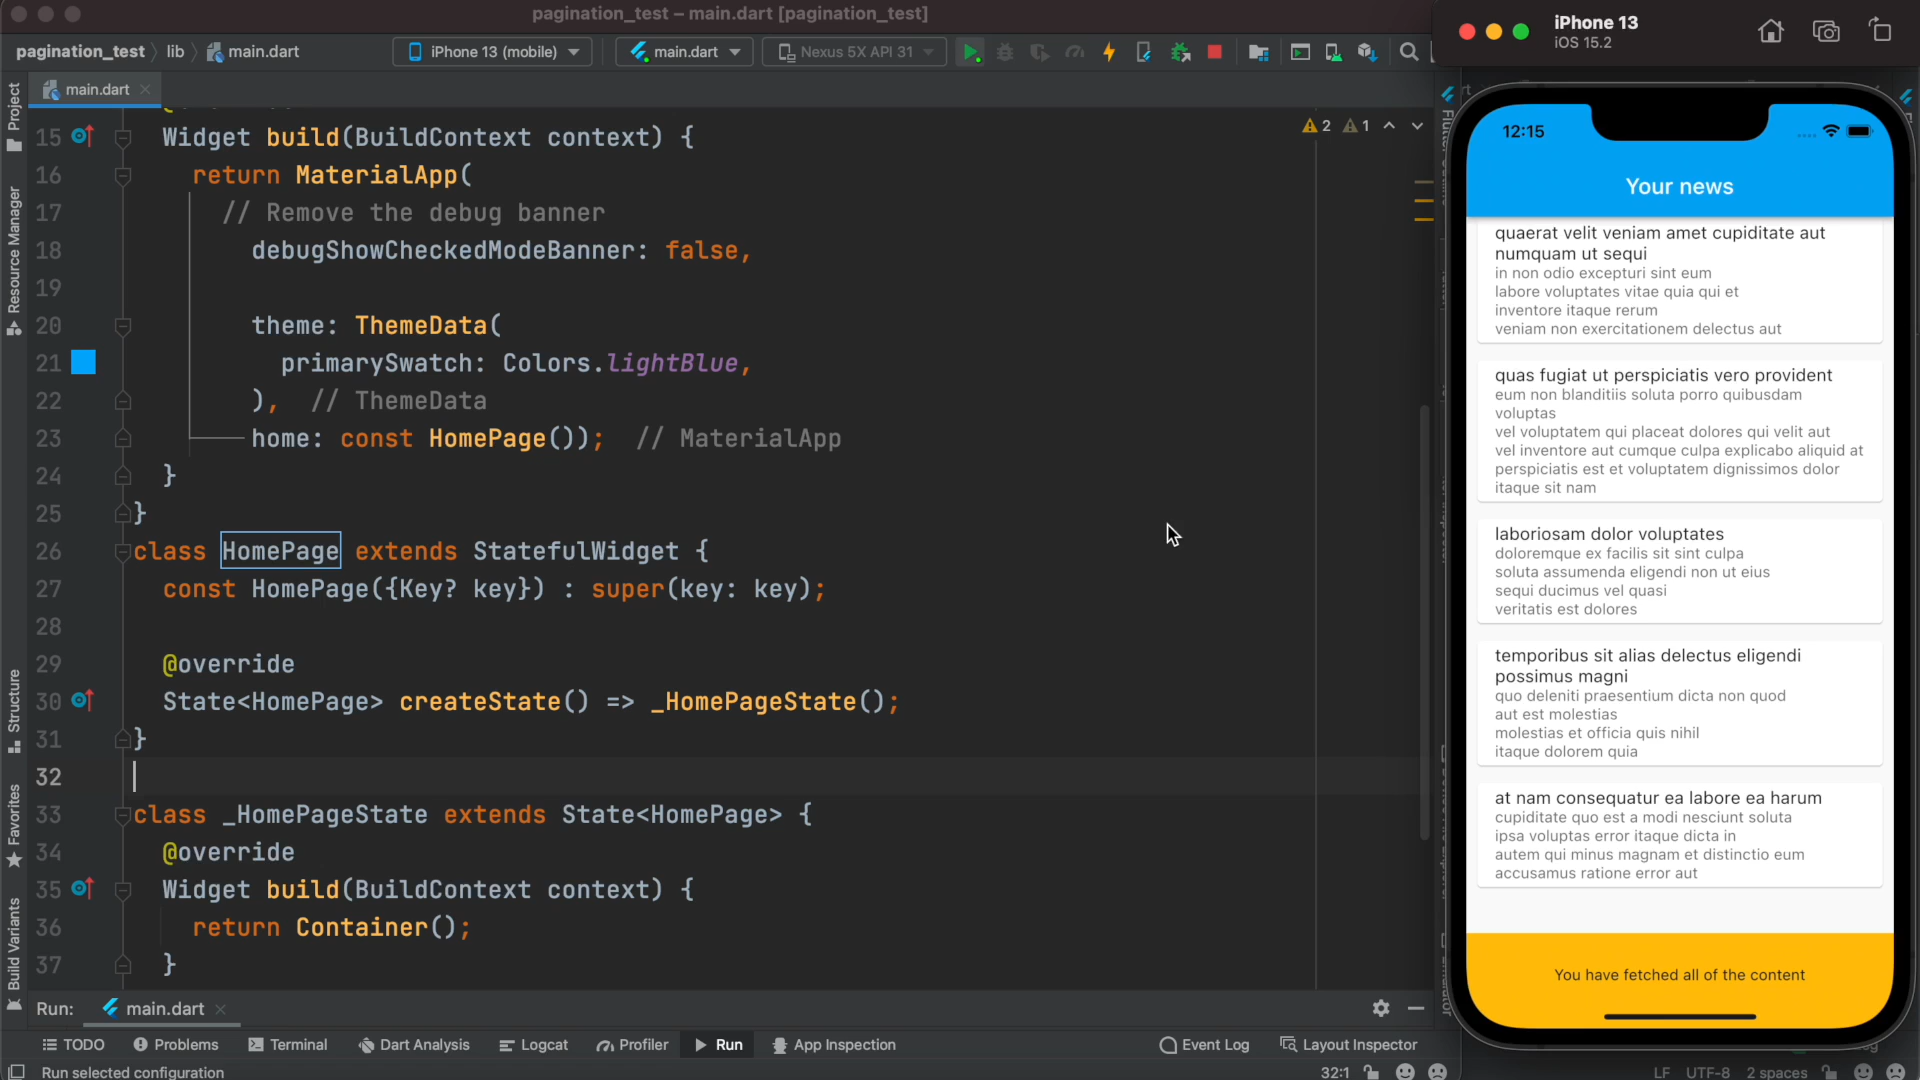 pagination_test – main.dart [pagination_test]
pagination_test
lib
main.dart
iPhone 13 (mobile)
main.dart
Nexus 5X API 31
main.dart
Project
Resource Manager
Structure
Favorites
Build Variants
2
1
15 Widget build(BuildContext context) {
16 return MaterialApp(
17 // Remove the debug banner
18 debugShowCheckedModeBanner: false,
19
20 theme: ThemeData(
21 primarySwatch: Colors.lightBlue,
22 ), // ThemeData
23 home: const HomePage()); // MaterialApp
24 }
25 }
26 class HomePage extends StatefulWidget {
27 const HomePage({Key? key}) : super(key: key);
28
29 @override
30 State<HomePage> createState() => _HomePageState();
31 }
32
33 class _HomePageState extends State<HomePage> {
34 @override
35 Widget build(BuildContext context) {
36 return Container();
37 }
Run:
main.dart
TODO
Problems
Terminal
Dart Analysis
Logcat
Profiler
Run
App Inspection
Event Log
Layout Inspector
Run selected configuration
32:1
LF
UTF-8
2 spaces
iPhone 13
iOS 15.2
12:15
Your news
quaerat velit veniam amet cupiditate aut
numquam ut sequi
in non odio excepturi sint eum
labore voluptates vitae quia qui et
inventore itaque rerum
veniam non exercitationem delectus aut
quas fugiat ut perspiciatis vero provident
eum non blanditiis soluta porro quibusdam
voluptas
vel voluptatem qui placeat dolores qui velit aut
vel inventore aut cumque culpa explicabo aliquid at
perspiciatis est et voluptatem dignissimos dolor
itaque sit nam
laboriosam dolor voluptates
doloremque ex facilis sit sint culpa
soluta assumenda eligendi non ut eius
sequi ducimus vel quasi
veritatis est dolores
temporibus sit alias delectus eligendi
possimus magni
quo deleniti praesentium dicta non quod
aut est molestias
molestias et officia quis nihil
itaque dolorem quia
at nam consequatur ea labore ea harum
cupiditate quo est a modi nesciunt soluta
ipsa voluptas error itaque dicta in
autem qui minus magnam et distinctio eum
accusamus ratione error aut
You have fetched all of the content